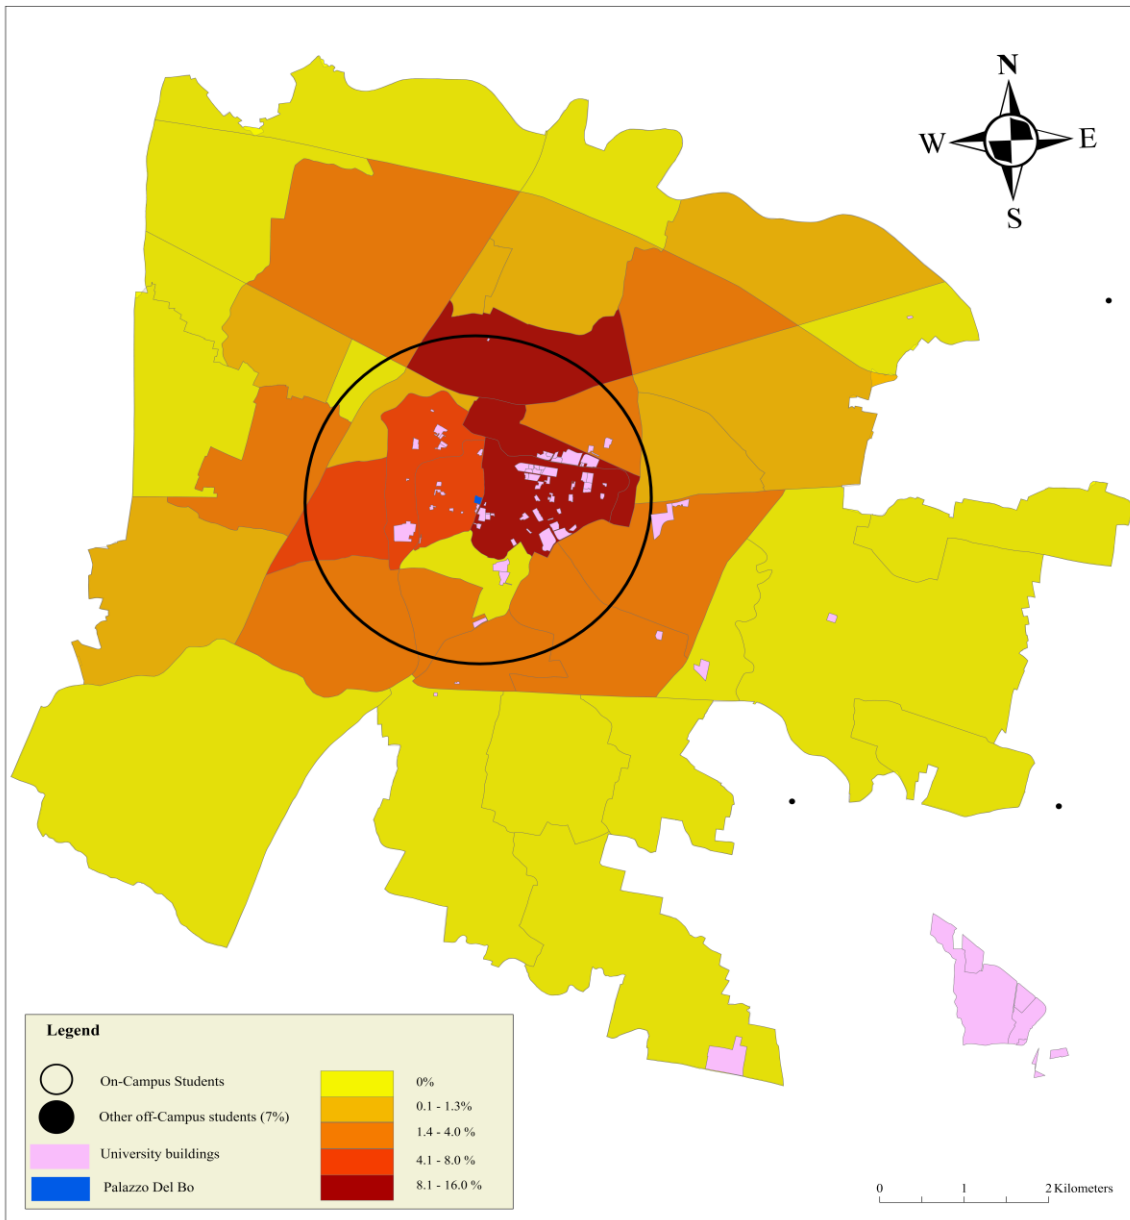 N
W
E
S
Legend
On-Campus Students
Other off-Campus students (7%)
University buildings
Palazzo Del Bo
0%
0.1 - 1.3%
1.4 - 4.0 %
4.1 - 8.0 %
8.1 - 16.0 %
0 1 2 Kilometers